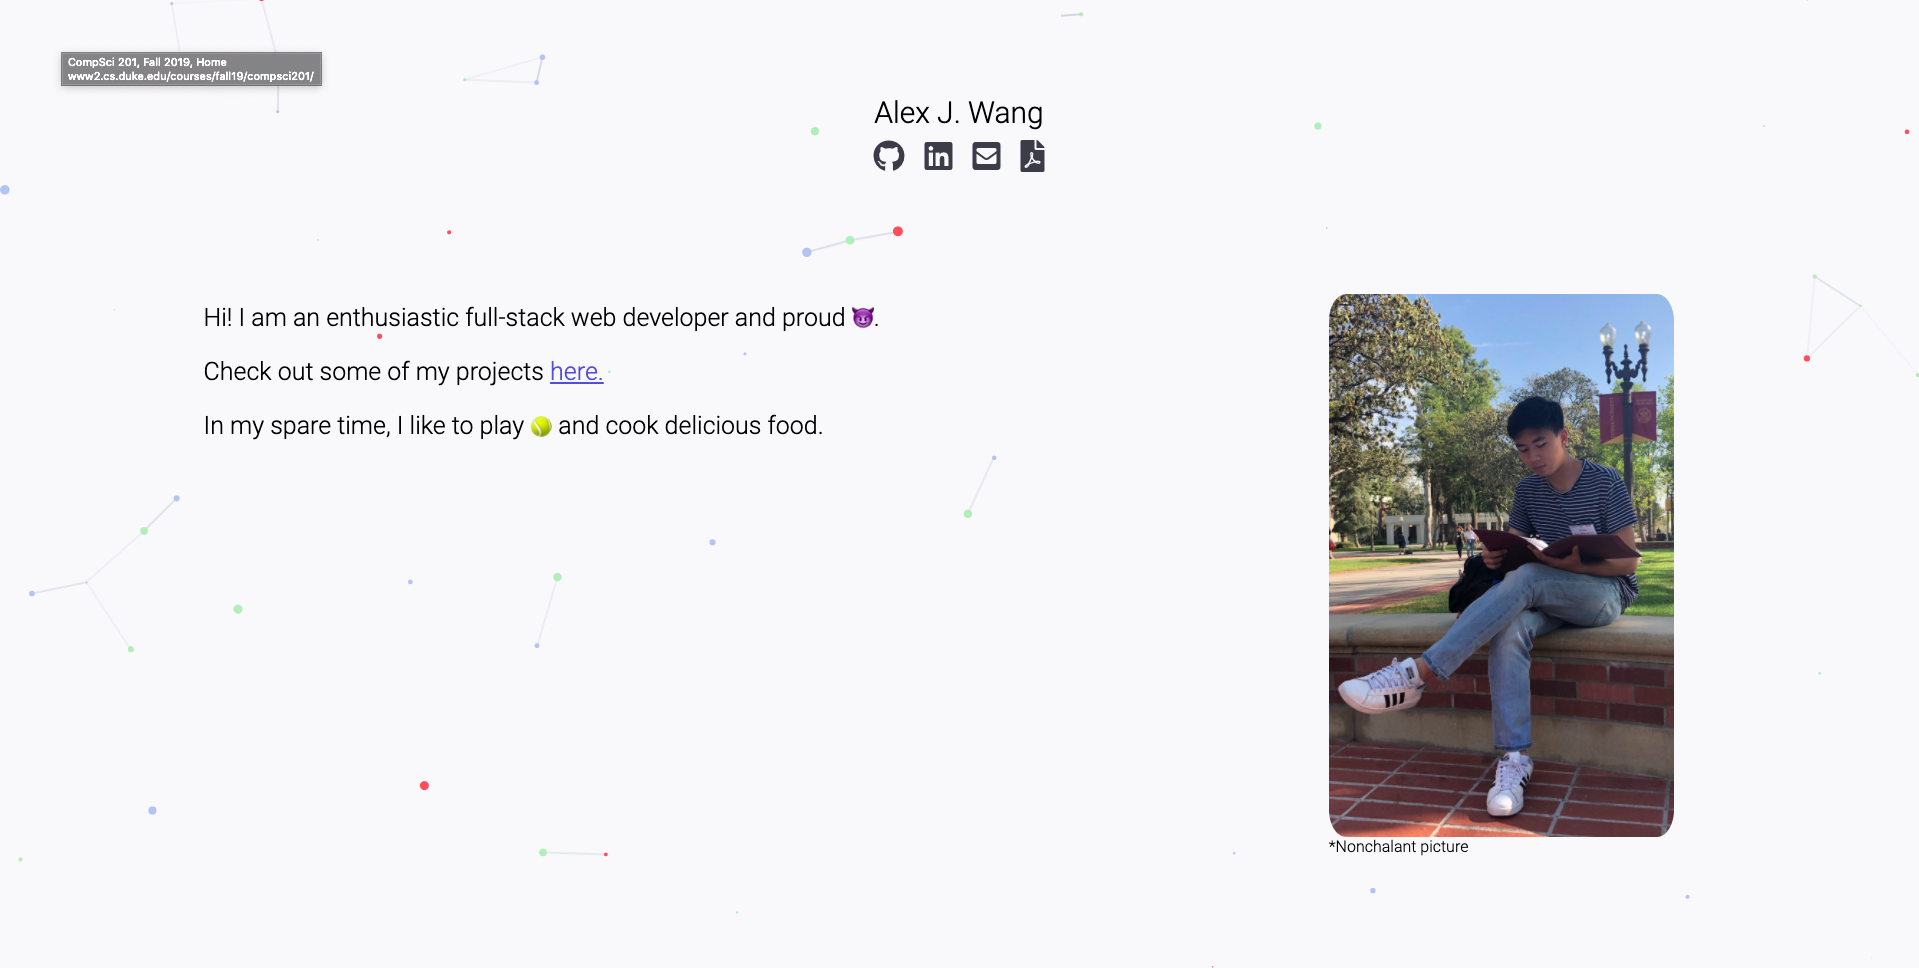 CompSci 201, Fall 2019, Home
www2.cs.duke.edu/courses/fall19/compsci201/
Alex J. Wang
in
Hi! I am an enthusiastic full-stack web developer and proud 😈.
Check out some of my projects here.
In my spare time, I like to play 🎾 and cook delicious food.
*Nonchalant picture